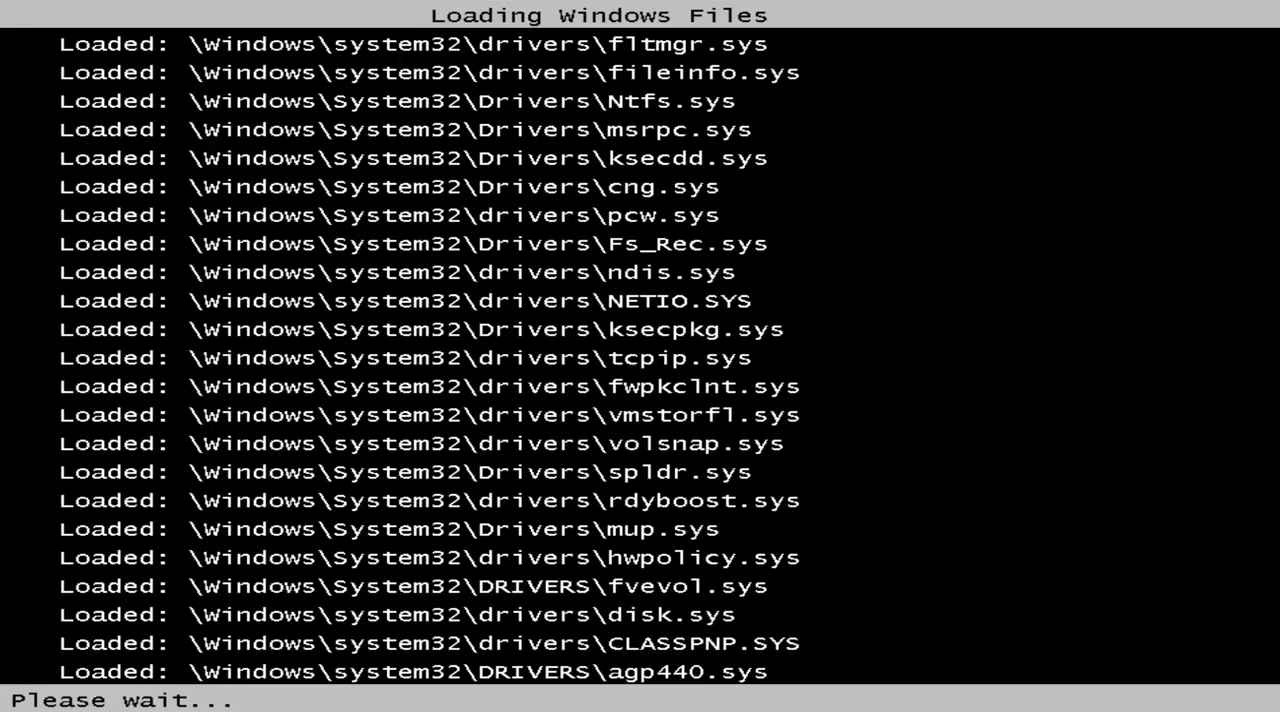 Loading Windows Files
Loaded: \Windows\system32\drivers\fltmgr.sys
Loaded: \Windows\system32\drivers\fileinfo.sys
Loaded: \Windows\System32\Drivers\Ntfs.sys
Loaded: \Windows\System32\Drivers\msrpc.sys
Loaded: \Windows\System32\Drivers\ksecdd.sys
Loaded: \Windows\System32\Drivers\cng.sys
Loaded: \Windows\System32\drivers\pcw.sys
Loaded: \Windows\System32\Drivers\Fs_Rec.sys
Loaded: \Windows\system32\drivers\ndis.sys
Loaded: \Windows\system32\drivers\NETIO.SYS
Loaded: \Windows\System32\Drivers\ksecpkg.sys
Loaded: \Windows\System32\drivers\tcpip.sys
Loaded: \Windows\System32\drivers\fwpkclnt.sys
Loaded: \Windows\system32\drivers\vmstorfl.sys
Loaded: \Windows\system32\drivers\volsnap.sys
Loaded: \Windows\System32\Drivers\spldr.sys
Loaded: \Windows\System32\drivers\rdyboost.sys
Loaded: \Windows\System32\Drivers\mup.sys
Loaded: \Windows\System32\drivers\hwpolicy.sys
Loaded: \Windows\System32\DRIVERS\fvevol.sys
Loaded: \Windows\system32\drivers\disk.sys
Loaded: \Windows\system32\drivers\CLASSPNP.SYS
Loaded: \Windows\system32\DRIVERS\agp440.sys
Please wait...